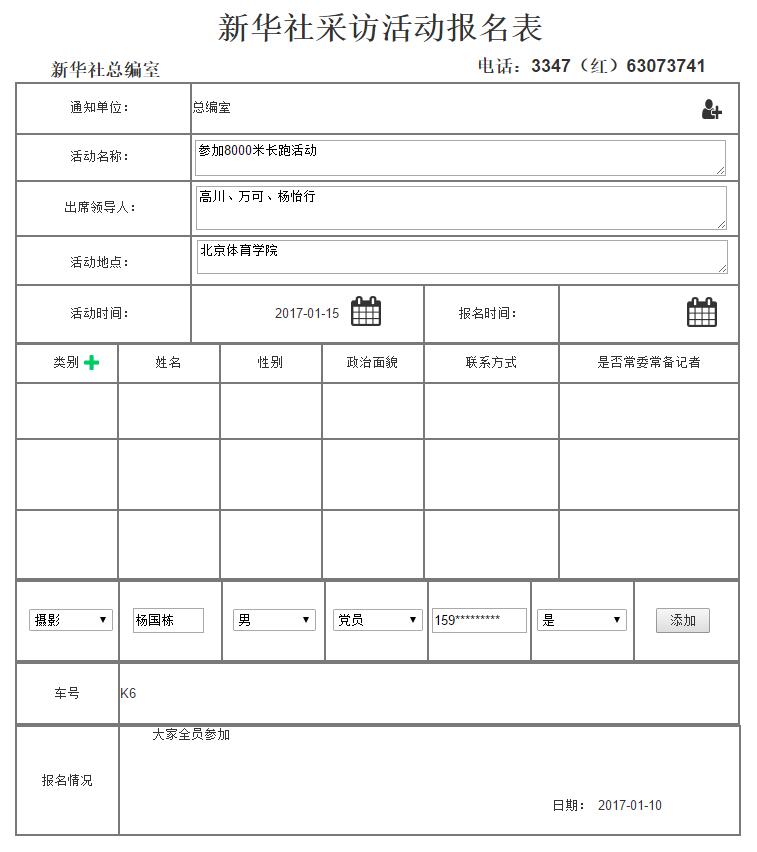 新华社采访活动报名表
新华社总编室 电话：3347（红）63073741
通知单位： 总编室
活动名称： 参加8000米长跑活动
出席领导人： 高川、万可、杨怡行
活动地点： 北京体育学院
活动时间： 2017-01-15 报名时间：
类别 姓名 性别 政治面貌 联系方式 是否常委常备记者
摄影 杨国栋 男 党员 159********* 是 添加
车号 K6
大家全员参加
报名情况
日期： 2017-01-10